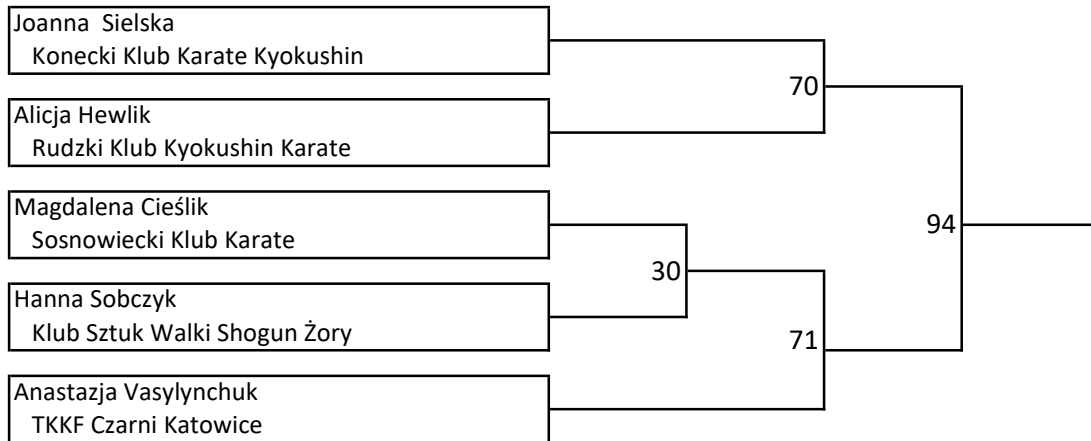 Joanna  Sielska
Konecki Klub Karate Kyokushin
70
Alicja Hewlik
Rudzki Klub Kyokushin Karate
Magdalena Cieślik
Sosnowiecki Klub Karate
94
30
Hanna Sobczyk
Klub Sztuk Walki Shogun Żory
71
Anastazja Vasylynchuk
TKKF Czarni Katowice